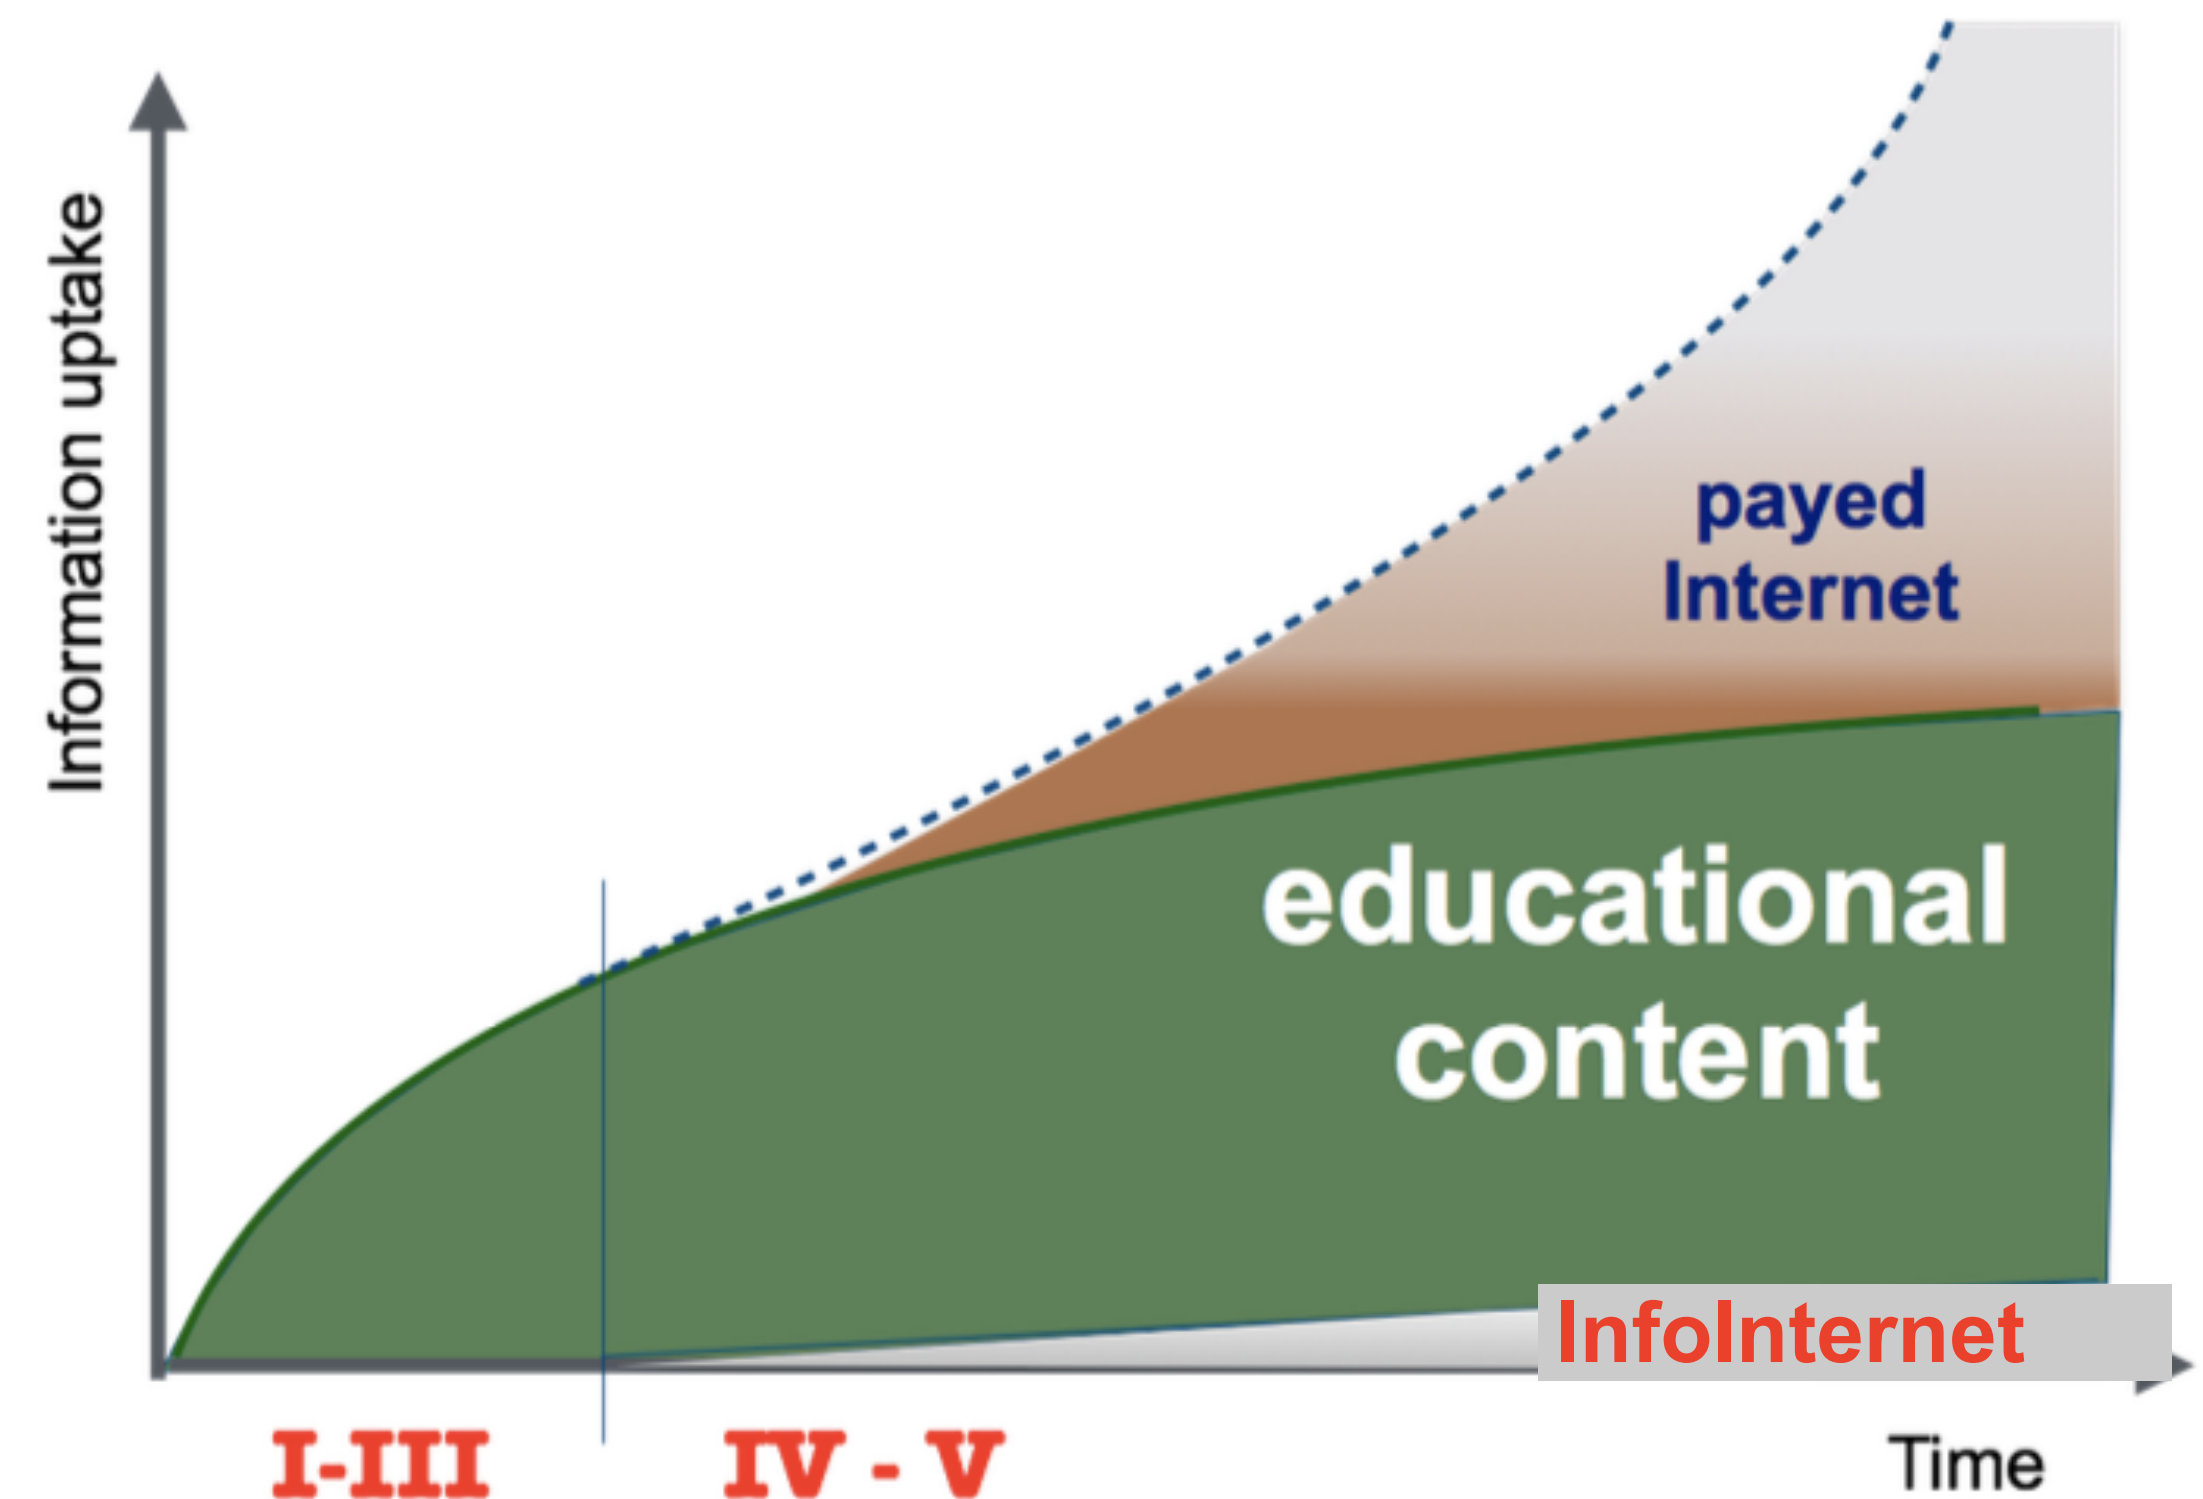 Information uptake
payed
Internet
educational
content
InfoInternet
I-III
IV - V
Time